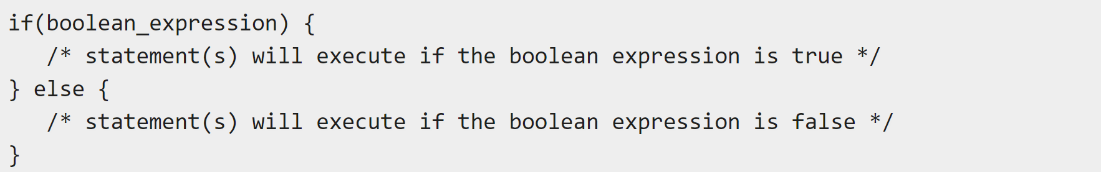 if(boolean_expression) {
   /* statement(s) will execute if the boolean expression is true */
} else {
   /* statement(s) will execute if the boolean expression is false */
}